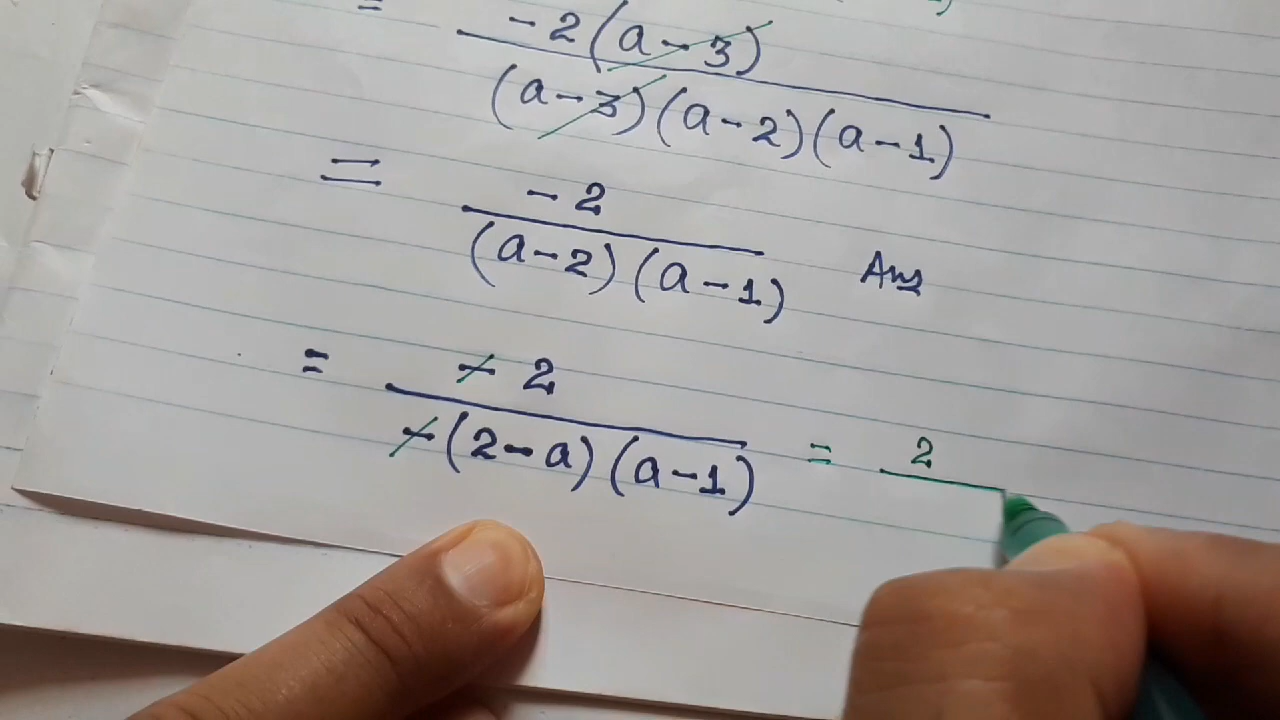 = -2(a-3)
(a-3)(a-2)(a-1)
= -2
(a-2)(a-1) Ans
= -2
-(2-a)(a-1) = 2